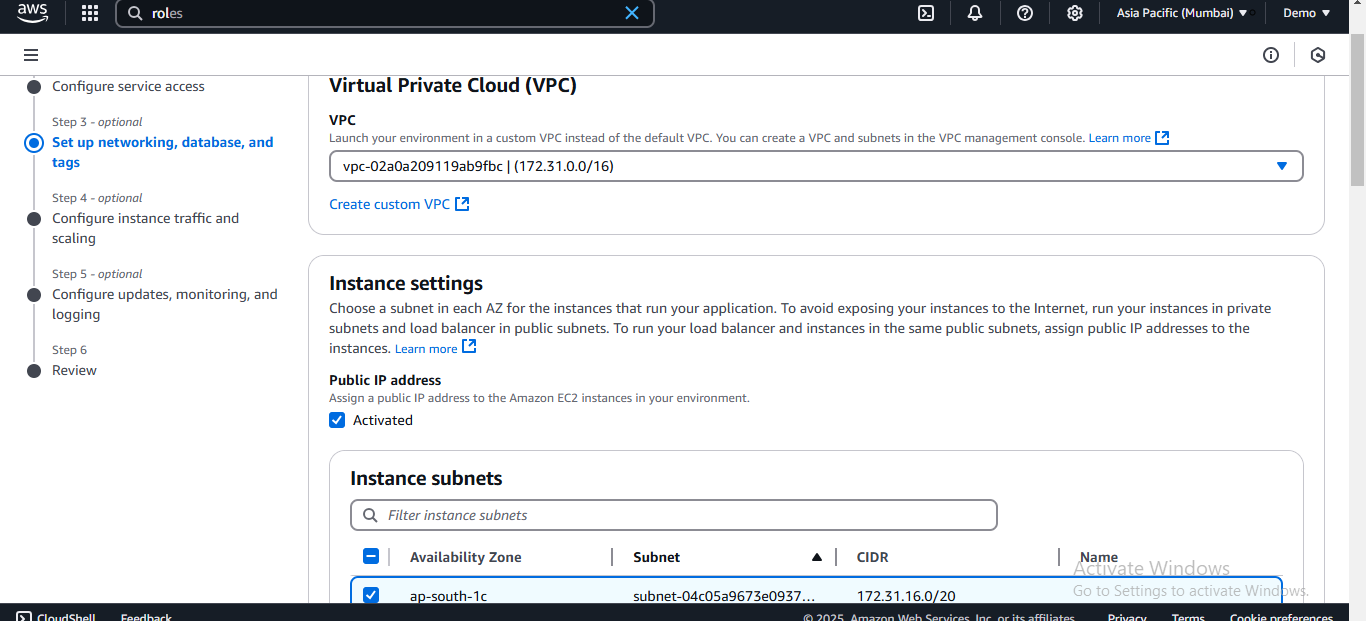 aws
roles
Asia Pacific (Mumbai)
Demo
Configure service access
Step 3 - optional
Set up networking, database, and
tags
Step 4 - optional
Configure instance traffic and
scaling
Step 5 - optional
Configure updates, monitoring, and
logging
Step 6
Review
Virtual Private Cloud (VPC)
VPC
Launch your environment in a custom VPC instead of the default VPC. You can create a VPC and subnets in the VPC management console. Learn more
vpc-02a0a209119ab9fbc | (172.31.0.0/16)
Create custom VPC
Instance settings
Choose a subnet in each AZ for the instances that run your application. To avoid exposing your instances to the Internet, run your instances in private
subnets and load balancer in public subnets. To run your load balancer and instances in the same public subnets, assign public IP addresses to the
instances. Learn more
Public IP address
Assign a public IP address to the Amazon EC2 instances in your environment.
Activated
Instance subnets
Filter instance subnets
Availability Zone Subnet CIDR Name
ap-south-1c subnet-04c05a9673e0937... 172.31.16.0/20
Activate Windows
Go to Settings to activate Windows.
CloudShell Feedback © 2025, Amazon Web Services, Inc. or its affiliates. Privacy Terms Cookie preferences